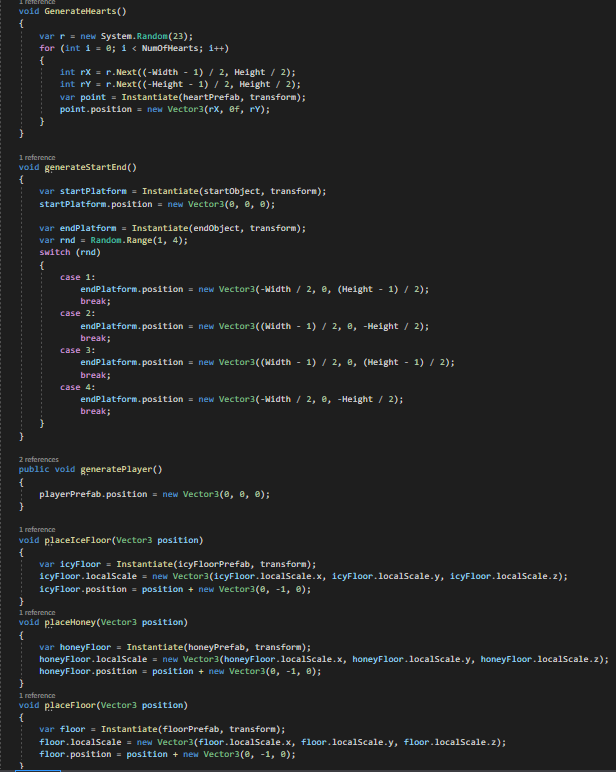 1 reference
void GenerateHearts()
{
var r = new System.Random(23);
for (int i = 0; i < NumOfHearts; i++)
{
int rX = r.Next((-Width - 1) / 2, Height / 2);
int rY = r.Next((-Height - 1) / 2, Height / 2);
var point = Instantiate(heartPrefab, transform);
point.position = new Vector3(rX, 0f, rY);
}
}
1 reference
void generateStartEnd()
{
var startPlatform = Instantiate(startObject, transform);
startPlatform.position = new Vector3(0, 0, 0);
var endPlatform = Instantiate(endObject, transform);
var rnd = Random.Range(1, 4);
switch (rnd)
{
case 1:
endPlatform.position = new Vector3(-Width / 2, 0, (Height - 1) / 2);
break;
case 2:
endPlatform.position = new Vector3((Width - 1) / 2, 0, -Height / 2);
break;
case 3:
endPlatform.position = new Vector3((Width - 1) / 2, 0, (Height - 1) / 2);
break;
case 4:
endPlatform.position = new Vector3(-Width / 2, 0, -Height / 2);
break;
}
}
2 references
public void generatePlayer()
{
playerPrefab.position = new Vector3(0, 0, 0);
}
1 reference
void placeIceFloor(Vector3 position)
{
var icyFloor = Instantiate(icyFloorPrefab, transform);
icyFloor.localScale = new Vector3(icyFloor.localScale.x, icyFloor.localScale.y, icyFloor.localScale.z);
icyFloor.position = position + new Vector3(0, -1, 0);
}
1 reference
void placeHoney(Vector3 position)
{
var honeyFloor = Instantiate(honeyPrefab, transform);
honeyFloor.localScale = new Vector3(honeyFloor.localScale.x, honeyFloor.localScale.y, honeyFloor.localScale.z);
honeyFloor.position = position + new Vector3(0, -1, 0);
}
1 reference
void placeFloor(Vector3 position)
{
var floor = Instantiate(floorPrefab, transform);
floor.localScale = new Vector3(floor.localScale.x, floor.localScale.y, floor.localScale.z);
floor.position = position + new Vector3(0, -1, 0);
}